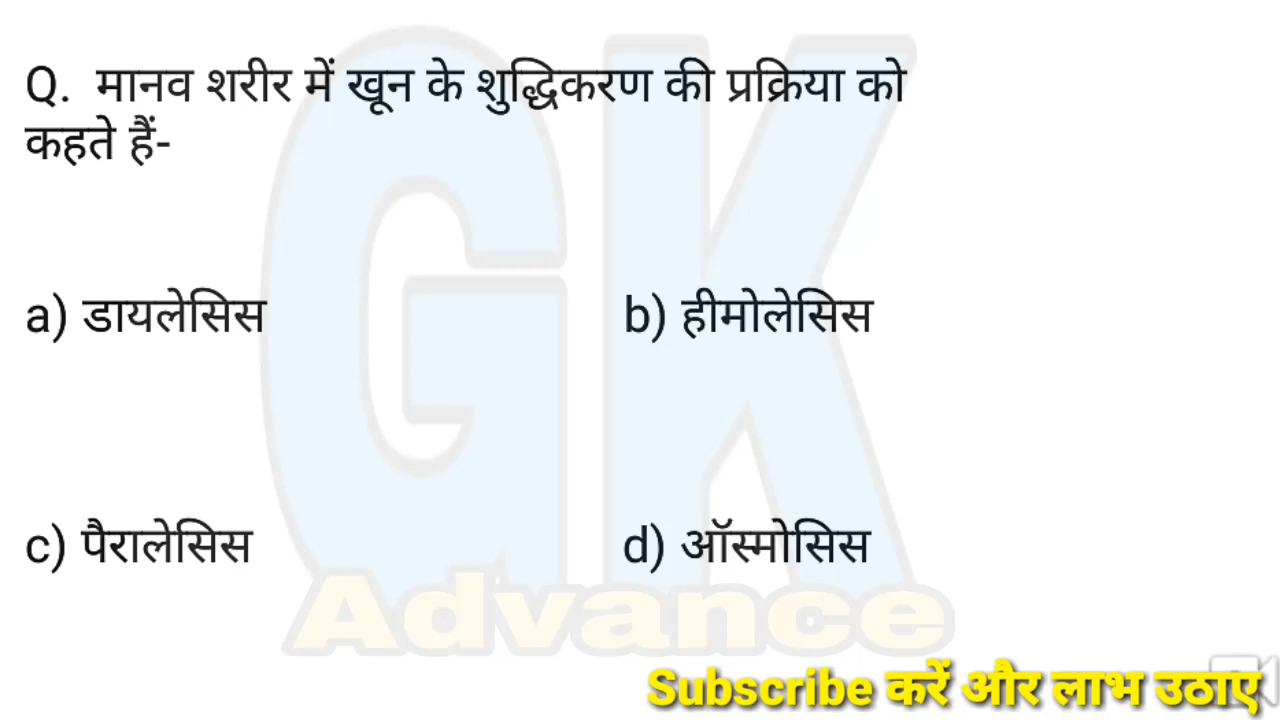 Q. मानव शरीर में खून के शुद्धिकरण की प्रक्रिया को
कहते हैं-
a) डायलेसिस
b) हीमोलेसिस
c) पैरालेसिस
d) ऑस्मोसिस
GK
Advance
Subscribe करें और लाभ उठाए